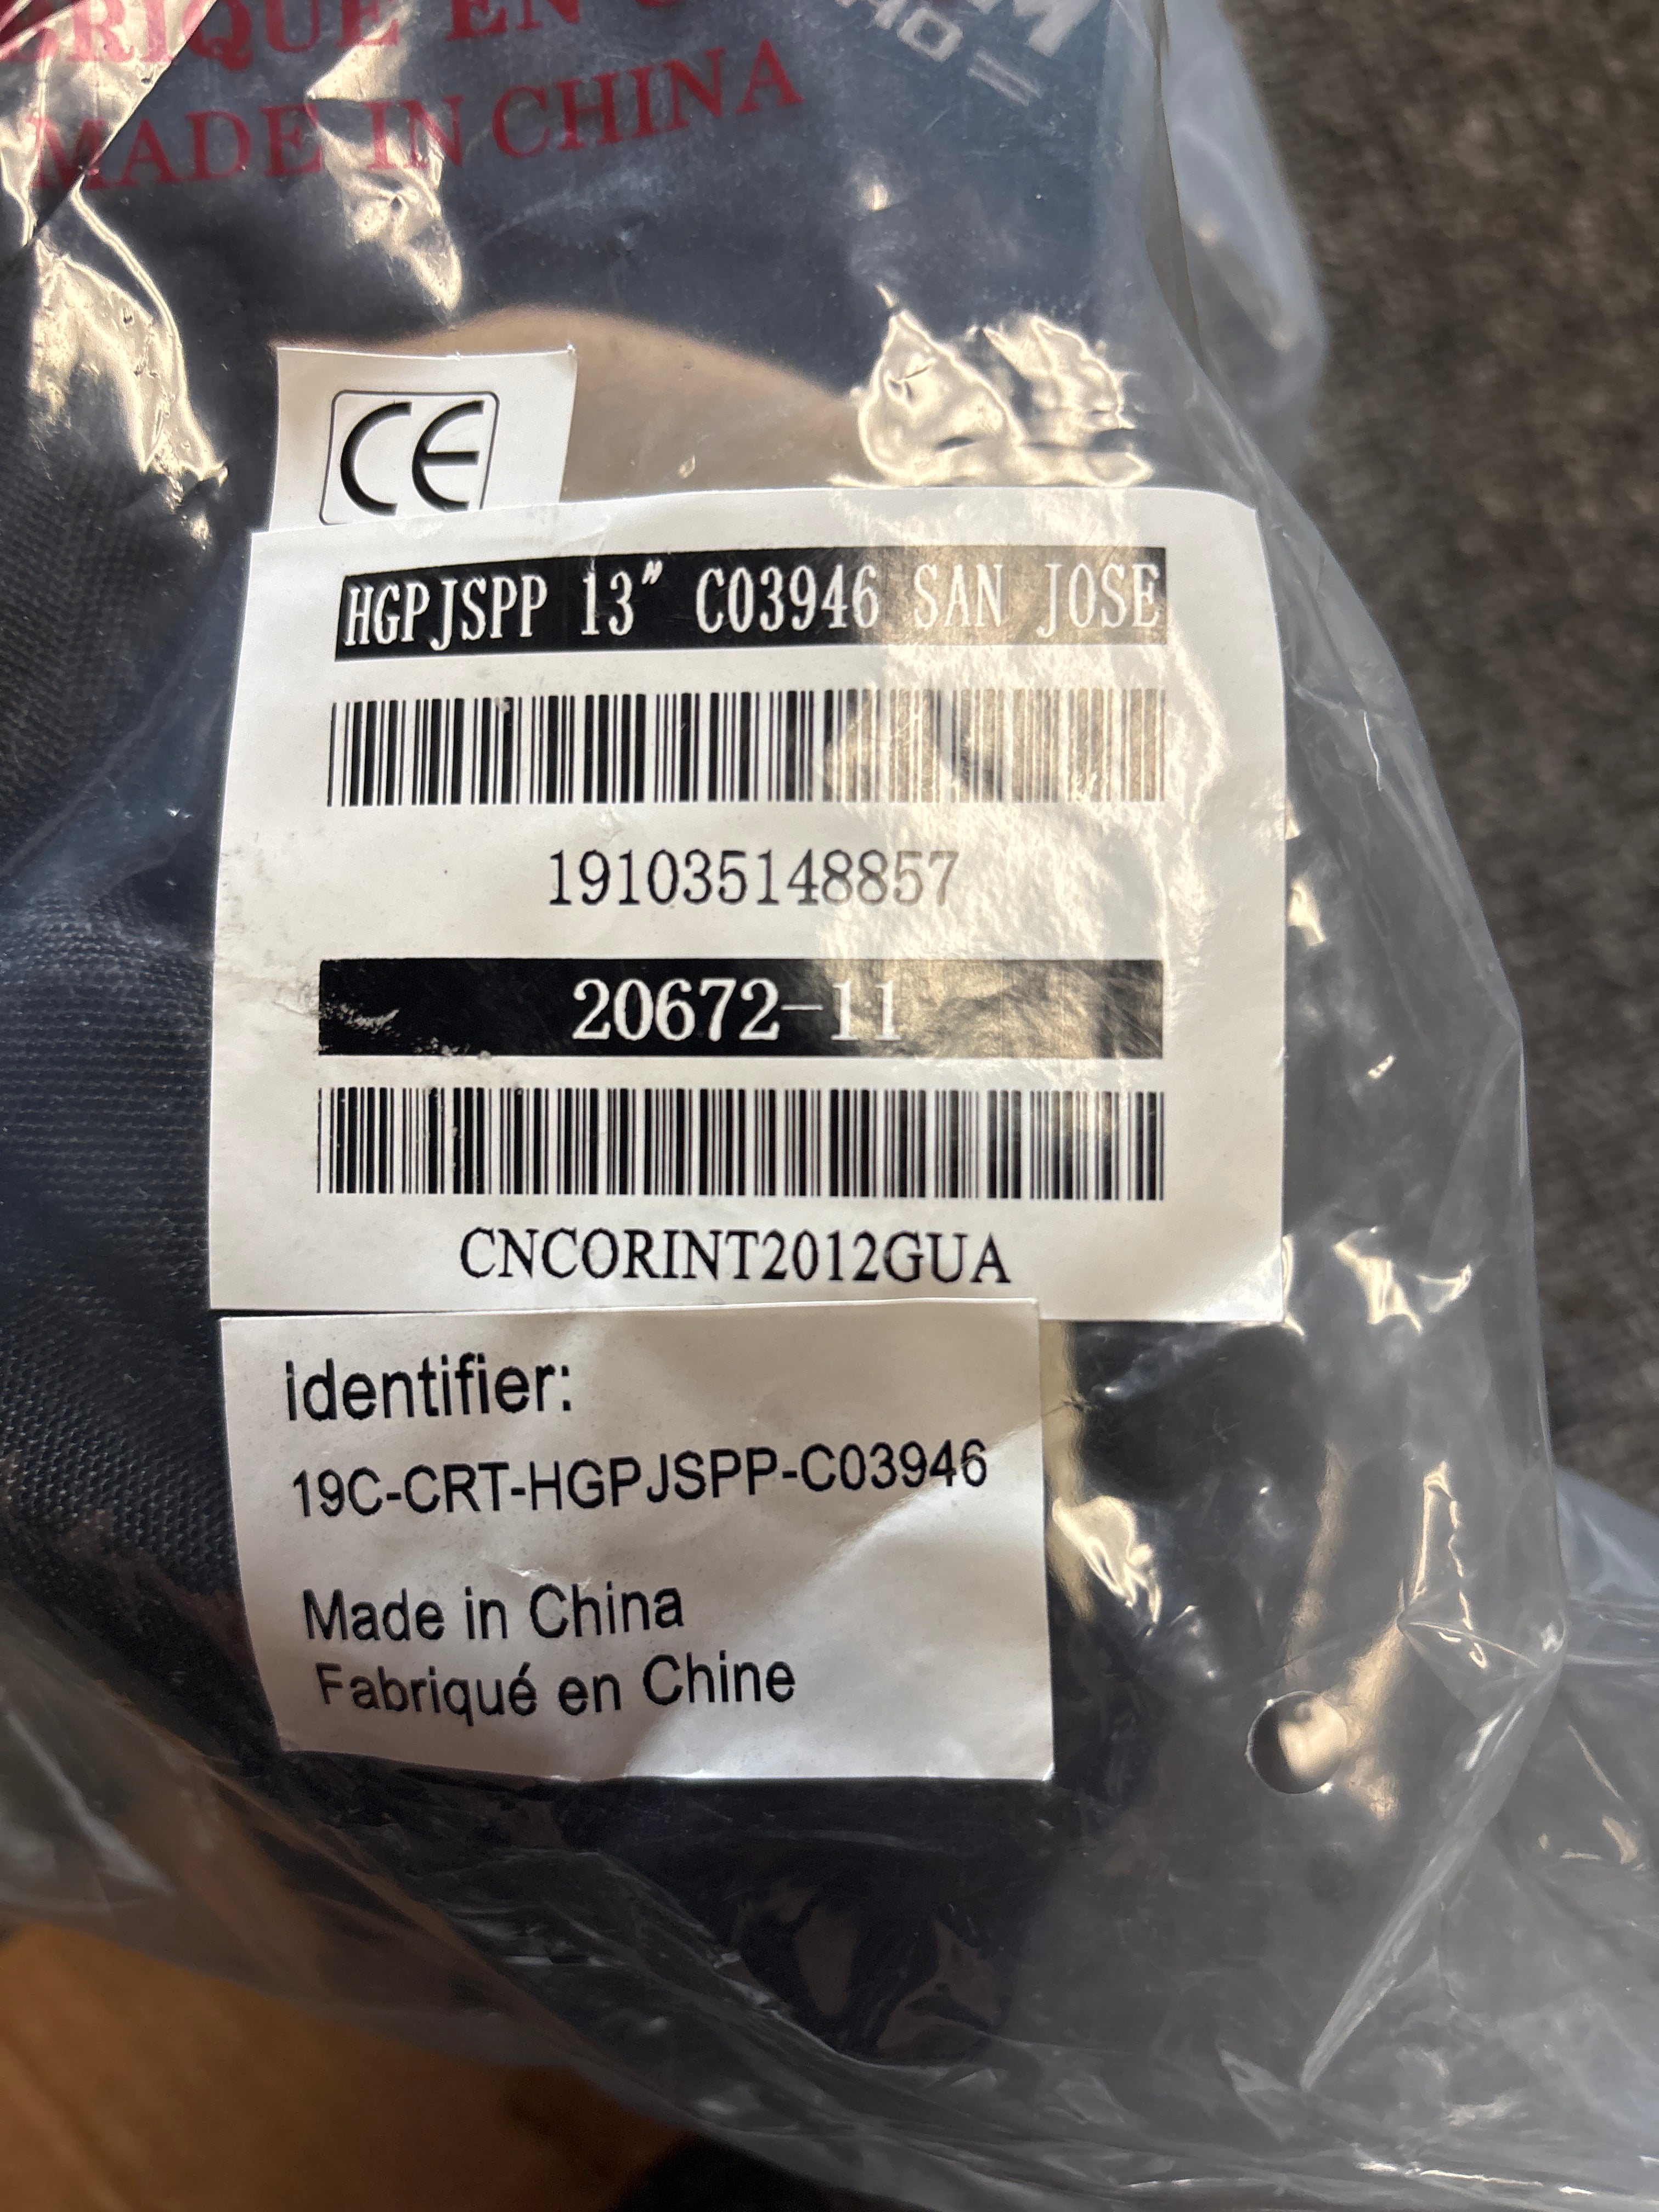 EN
MADE IN CHINA
CE
HGPJSPP 13" C03946 SAN JOSE
191035148857
20672-11
CNCORINT2012GUA
identifier:
19C-CRT-HGPJSPP-C03946
Made in China
Fabriqué en Chine